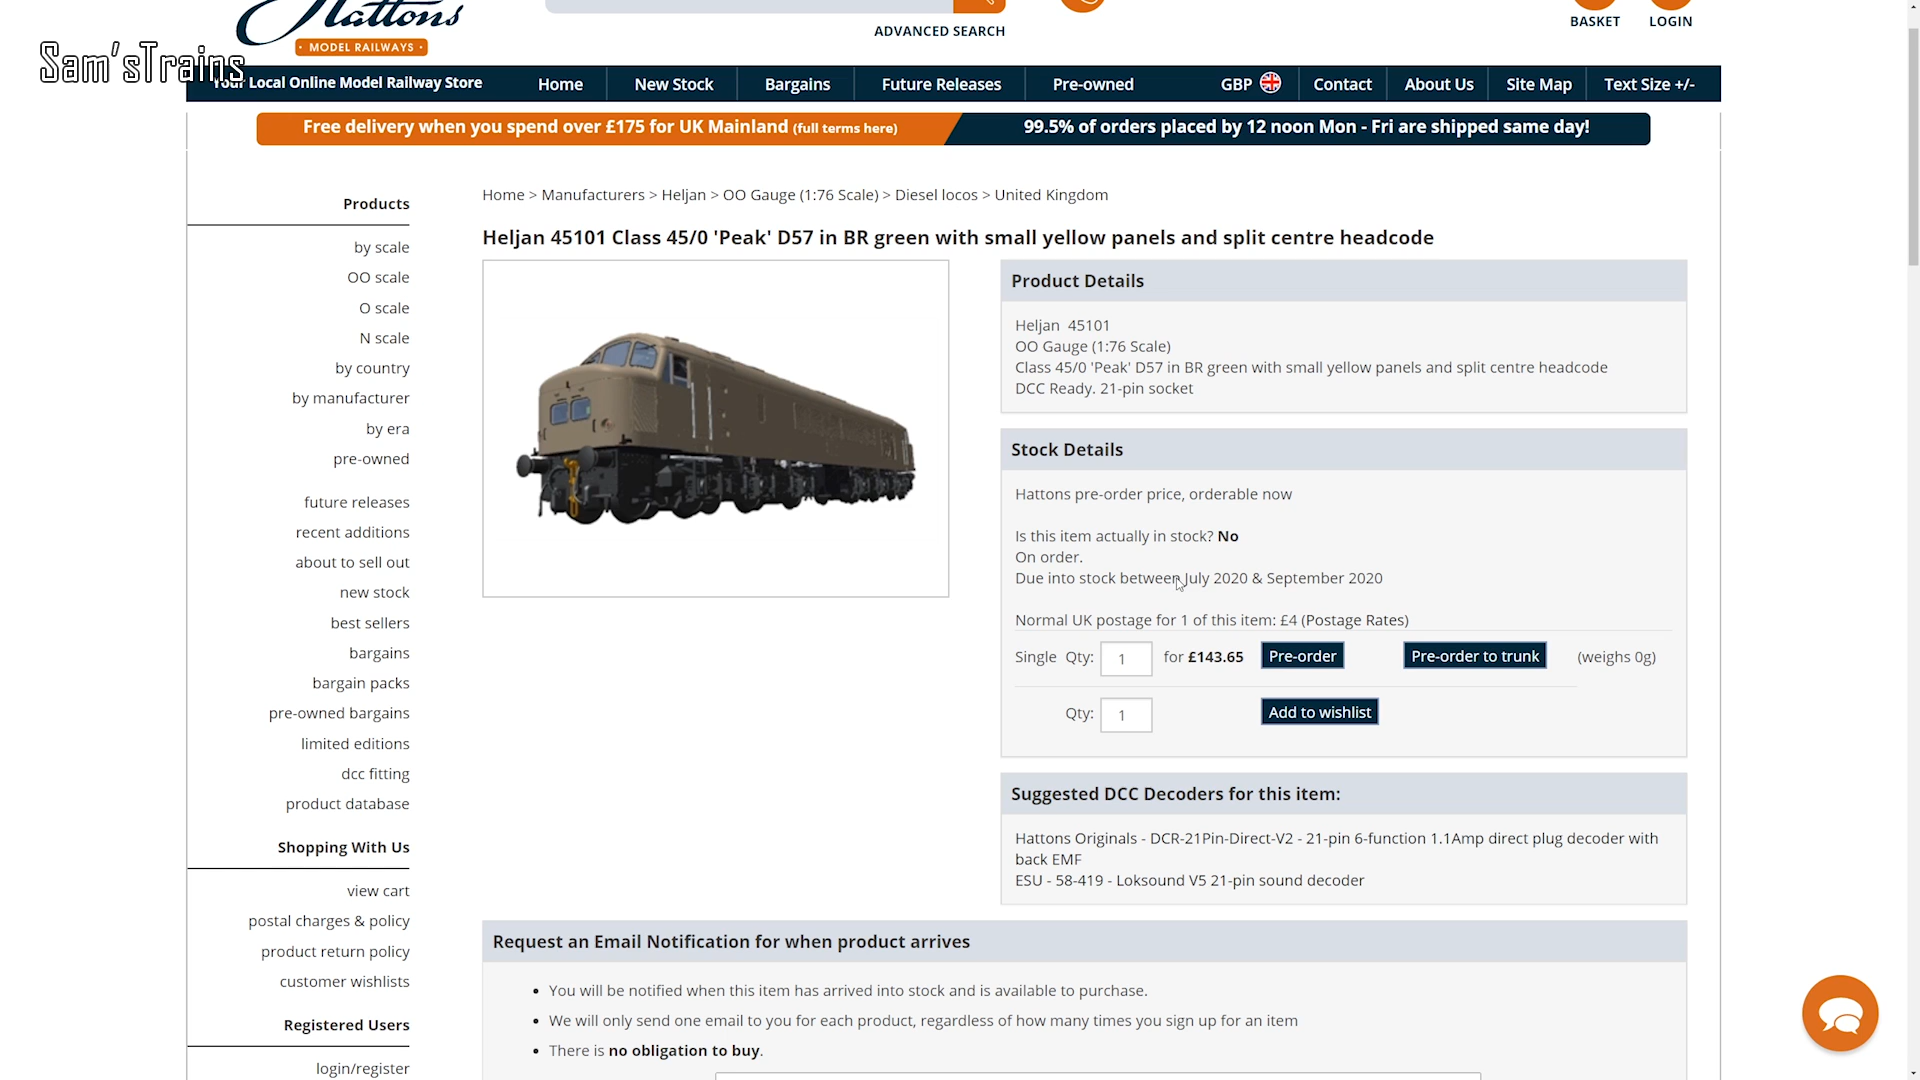 Hattons
· MODEL RAILWAYS ·
Sam'sTrains
ADVANCED SEARCH
BASKET
LOGIN
Your Local Online Model Railway Store
Home
New Stock
Bargains
Future Releases
Pre-owned
GBP
Contact
About Us
Site Map
Text Size +/-
Free delivery when you spend over £175 for UK Mainland (full terms here)
99.5% of orders placed by 12 noon Mon - Fri are shipped same day!
Products
by scale
OO scale
O scale
N scale
by country
by manufacturer
by era
pre-owned
future releases
recent additions
about to sell out
new stock
best sellers
bargains
bargain packs
pre-owned bargains
limited editions
dcc fitting
product database
Shopping With Us
view cart
postal charges & policy
product return policy
customer wishlists
Registered Users
login/register
Home > Manufacturers > Heljan > OO Gauge (1:76 Scale) > Diesel locos > United Kingdom
Heljan 45101 Class 45/0 'Peak' D57 in BR green with small yellow panels and split centre headcode
Product Details
Heljan 45101
OO Gauge (1:76 Scale)
Class 45/0 'Peak' D57 in BR green with small yellow panels and split centre headcode
DCC Ready. 21-pin socket
Stock Details
Hattons pre-order price, orderable now
Is this item actually in stock? No
On order.
Due into stock between July 2020 & September 2020
Normal UK postage for 1 of this item: £4 (Postage Rates)
Single Qty: 1 for £143.65 Pre-order Pre-order to trunk (weighs 0g)
Qty: 1 Add to wishlist
Suggested DCC Decoders for this item:
Hattons Originals - DCR-21Pin-Direct-V2 - 21-pin 6-function 1.1Amp direct plug decoder with
back EMF
ESU - 58-419 - Loksound V5 21-pin sound decoder
Request an Email Notification for when product arrives
• You will be notified when this item has arrived into stock and is available to purchase.
• We will only send one email to you for each product, regardless of how many times you sign up for an item
• There is no obligation to buy.